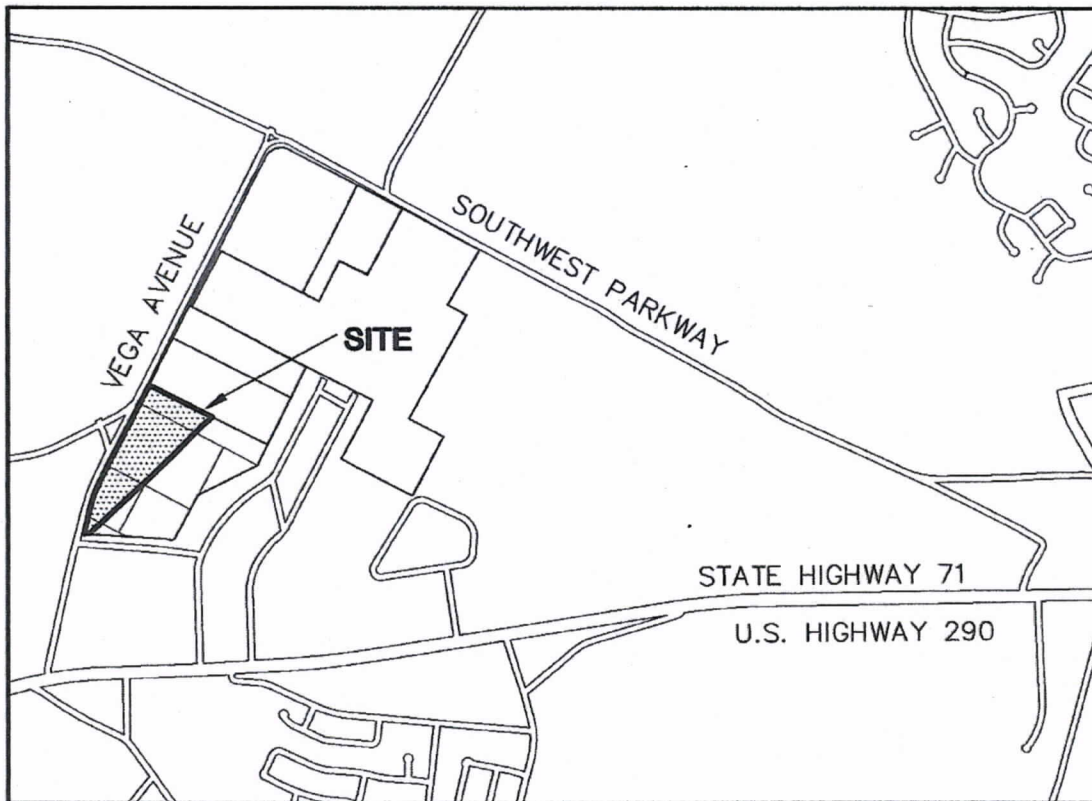 SOUTHWEST PARKWAY
VEGA AVENUE
SITE
STATE HIGHWAY 71
U.S. HIGHWAY 290